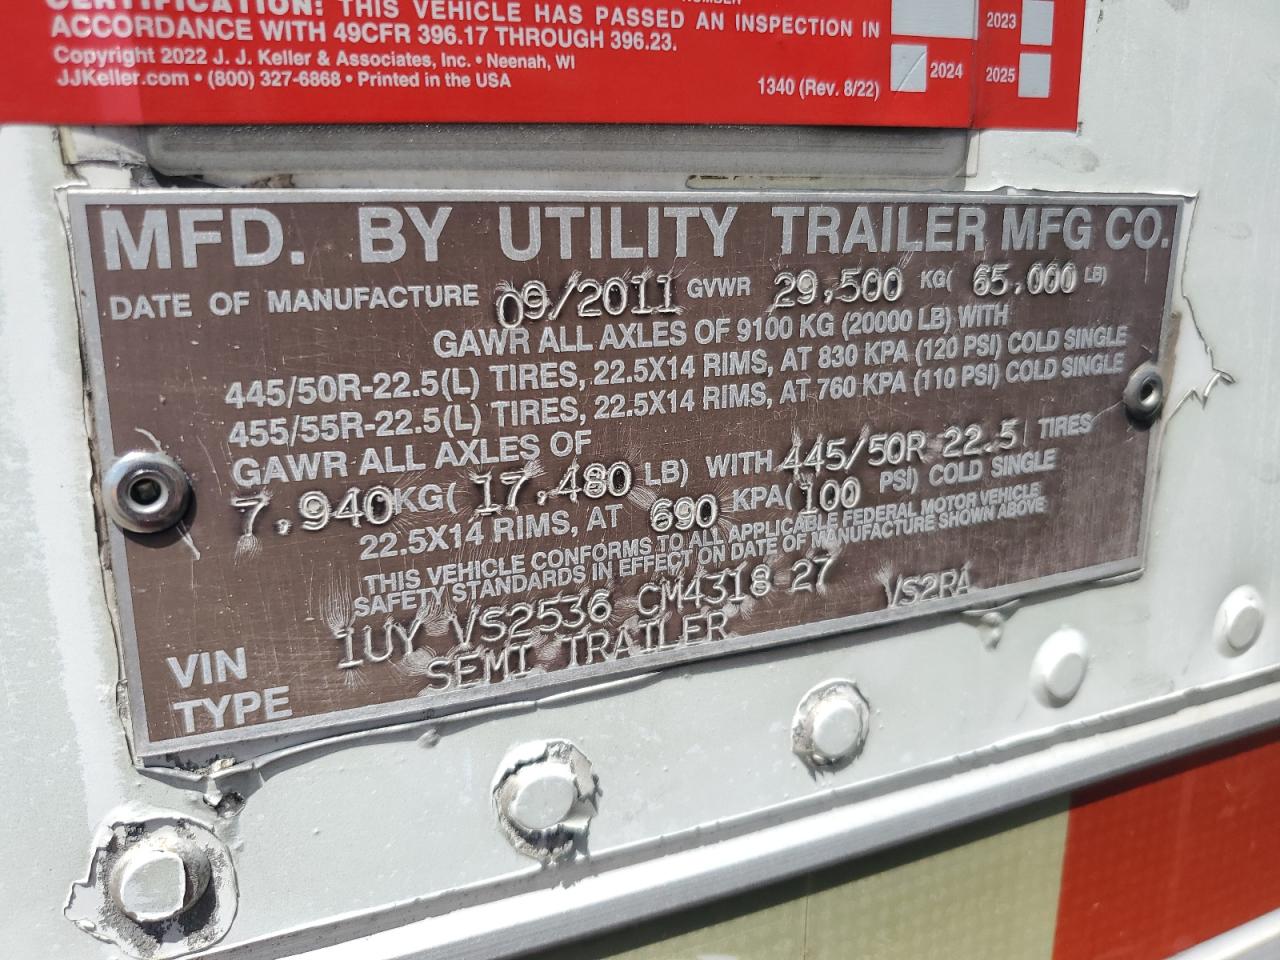 CERTIFICATION: THIS VEHICLE HAS PASSED AN INSPECTION IN
ACCORDANCE WITH 49CFR 396.17 THROUGH 396.23.
Copyright 2022 J. J. Keller & Associates, Inc. • Neenah, WI
JJKeller.com • (800) 327-6868 • Printed in the USA
1340 (Rev. 8/22)
2023
2024
2025
MFD. BY UTILITY TRAILER MFG CO.
DATE OF MANUFACTURE 09/2011 GVWR 29,500 KG( 65,000 LB)
GAWR ALL AXLES OF 9100 KG (20000 LB) WITH
445/50R-22.5(L) TIRES, 22.5X14 RIMS, AT 830 KPA (120 PSI) COLD SINGLE
455/55R-22.5(L) TIRES, 22.5X14 RIMS, AT 760 KPA (110 PSI) COLD SINGLE
GAWR ALL AXLES OF
7,940 KG( 17,480 LB) WITH 445/50R 22.5 TIRES
22.5X14 RIMS, AT 690 KPA( 100 PSI) COLD SINGLE
THIS VEHICLE CONFORMS TO ALL APPLICABLE FEDERAL MOTOR VEHICLE
SAFETY STANDARDS IN EFFECT ON DATE OF MANUFACTURE SHOWN ABOVE
VIN 1UY VS2536 CM4318 27 VS2RA
TYPE SEMI TRAILER